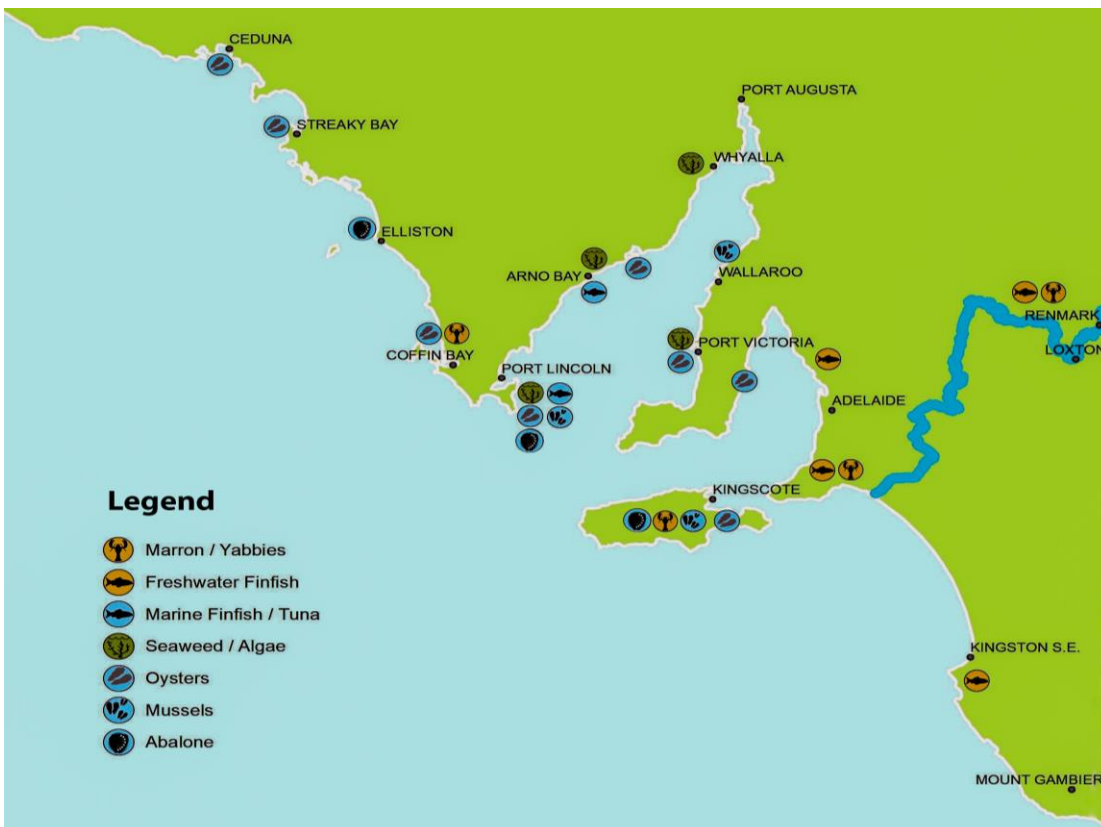 CEDUNA
PORT AUGUSTA
STREAKY BAY
WHYALLA
ELLISTON
ARNO BAY
WALLAROO
RENMARK
PORT VICTORIA
LOXTON
COFFIN BAY
PORT LINCOLN
ADELAIDE
KINGSCOTE
Legend
Marron / Yabbies
Freshwater Finfish
Marine Finfish / Tuna
Seaweed / Algae
Oysters
Mussels
Abalone
KINGSTON S.E.
MOUNT GAMBIER